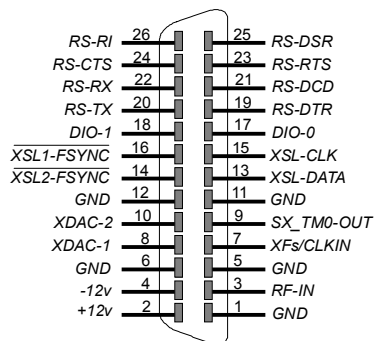 RS-RI 26 25 RS-DSR
RS-CTS 24 23 RS-RTS
RS-RX 22 21 RS-DCD
RS-TX 20 19 RS-DTR
DIO-1 18 17 DIO-0
XSL1-FSYNC 16 15 XSL-CLK
XSL2-FSYNC 14 13 XSL-DATA
GND 12 11 GND
XDAC-2 10 9 SX_TM0-OUT
XDAC-1 8 7 XFs/CLKIN
GND 6 5 GND
-12v 4 3 RF-IN
+12v 2 1 GND